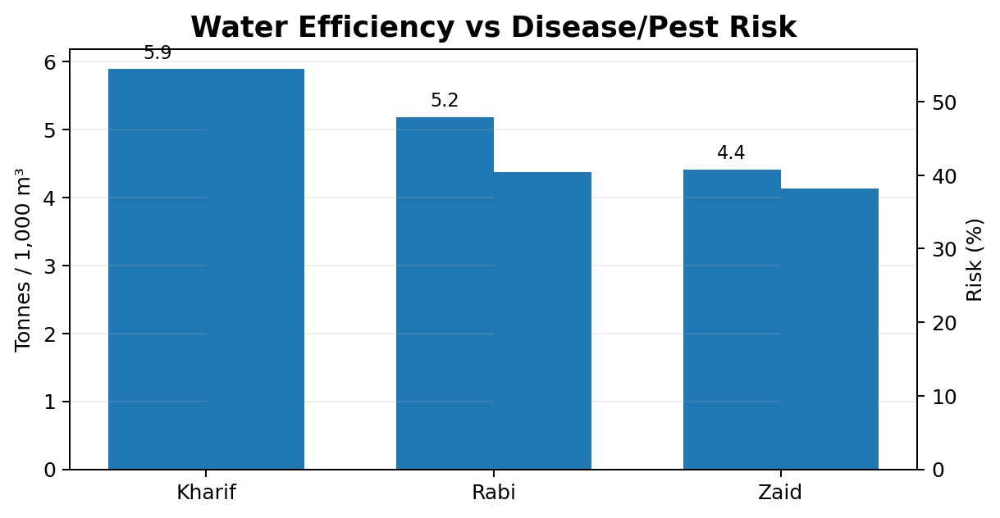 Water Efficiency vs Disease/Pest Risk
5.9
5.2
4.4
6
5
4
3
2
1
0
Tonnes / 1,000 m³
50
40
30
20
10
0
Risk (%)
Kharif
Rabi
Zaid